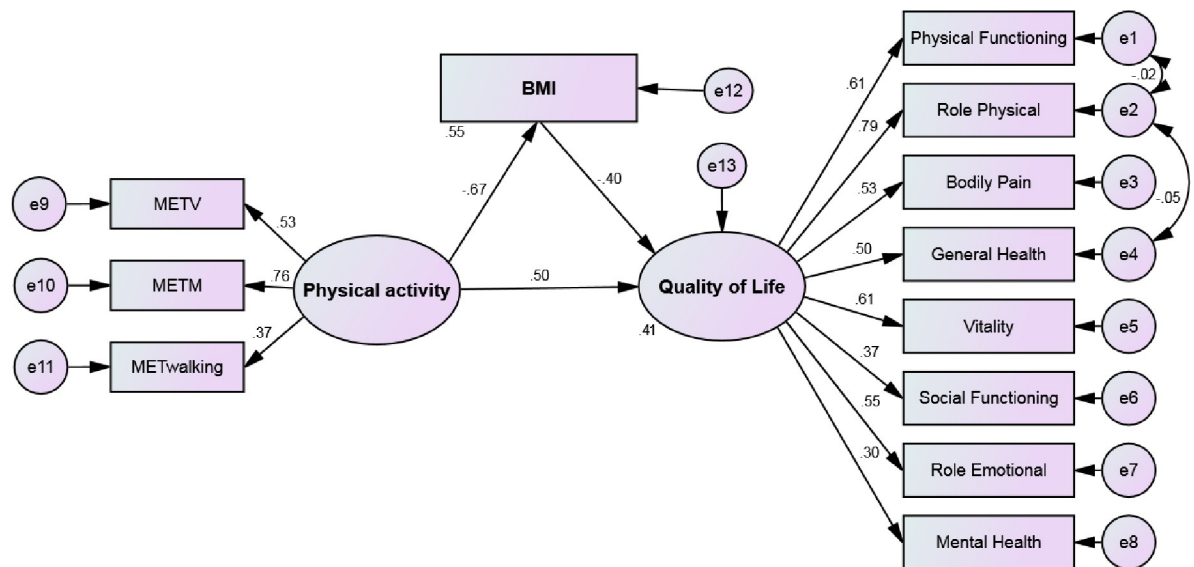 Physical Functioning
e1
-.02
.61
BMI
e12
Role Physical
e2
.79
.55
e13
Bodily Pain
e3
-.67
-.40
.53
-.05
e9
METV
.53
General Health
e4
.50
e10
METM
.76
Physical activity
.50
Quality of Life
.61
Vitality
e5
.41
.37
e11
METwalking
.37
Social Functioning
e6
.55
.30
Role Emotional
e7
Mental Health
e8